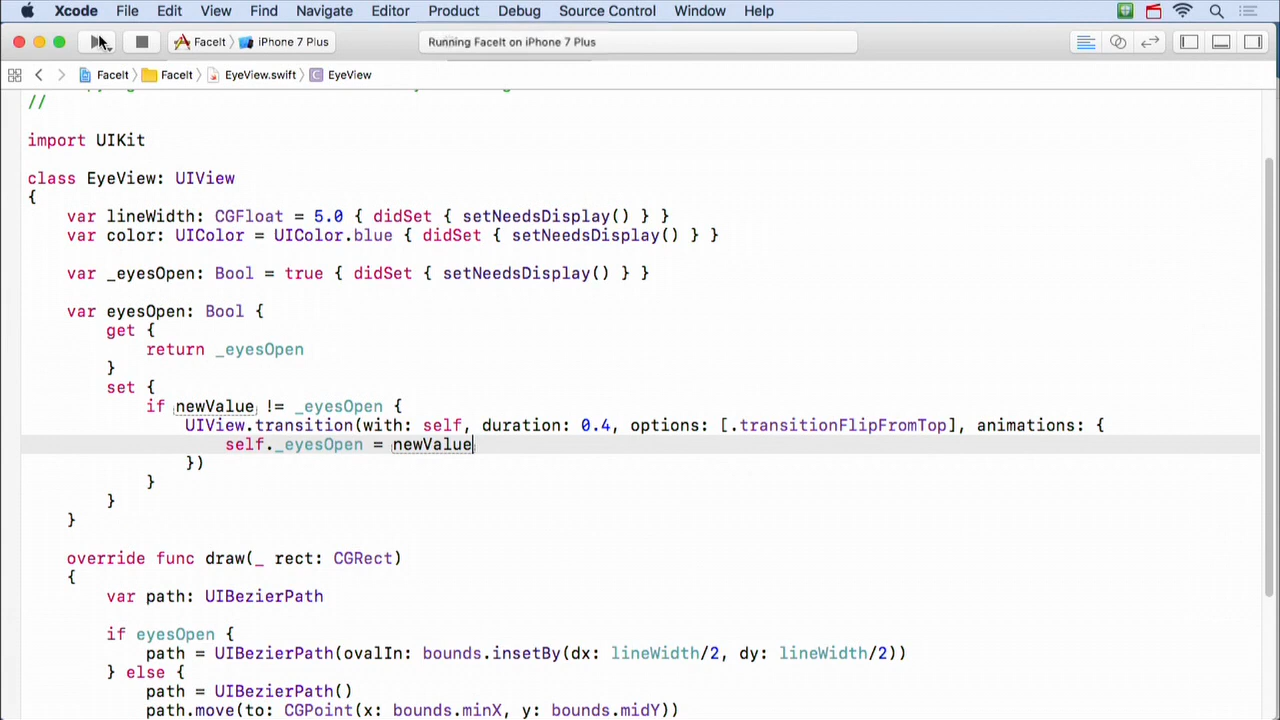 Xcode File Edit View Find Navigate Editor Product Debug Source Control Window Help
FaceIt iPhone 7 Plus Running FaceIt on iPhone 7 Plus
FaceIt FaceIt EyeView.swift C EyeView
//
import UIKit
class EyeView: UIView
{
var lineWidth: CGFloat = 5.0 { didSet { setNeedsDisplay() } }
var color: UIColor = UIColor.blue { didSet { setNeedsDisplay() } }
var _eyesOpen: Bool = true { didSet { setNeedsDisplay() } }
var eyesOpen: Bool {
get {
return _eyesOpen
}
set {
if newValue != _eyesOpen {
UIView.transition(with: self, duration: 0.4, options: [.transitionFlipFromTop], animations: {
self._eyesOpen = newValue
})
}
}
}
override func draw(_ rect: CGRect)
{
var path: UIBezierPath
if eyesOpen {
path = UIBezierPath(ovalIn: bounds.insetBy(dx: lineWidth/2, dy: lineWidth/2))
} else {
path = UIBezierPath()
path.move(to: CGPoint(x: bounds.minX, y: bounds.midY))